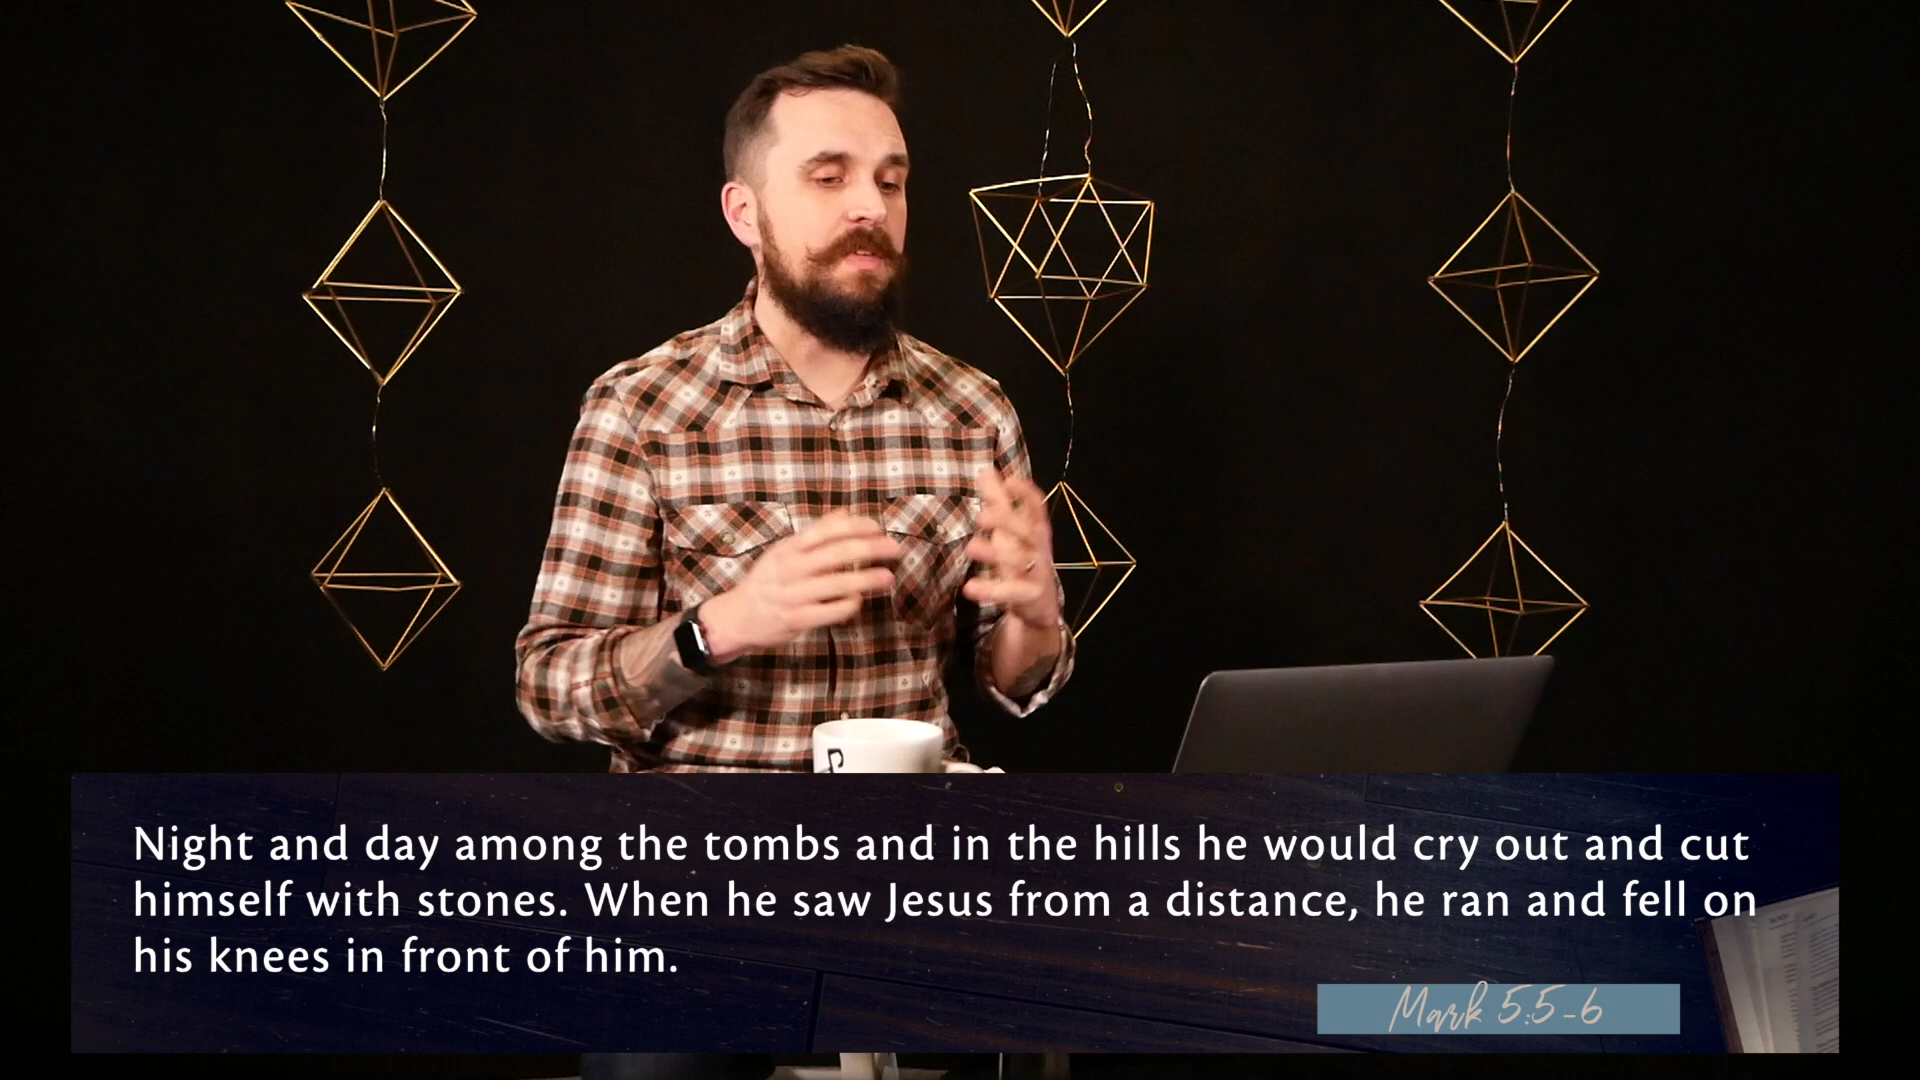 Night and day among the tombs and in the hills he would cry out and cut
himself with stones. When he saw Jesus from a distance, he ran and fell on
his knees in front of him.
Mark 5:5-6